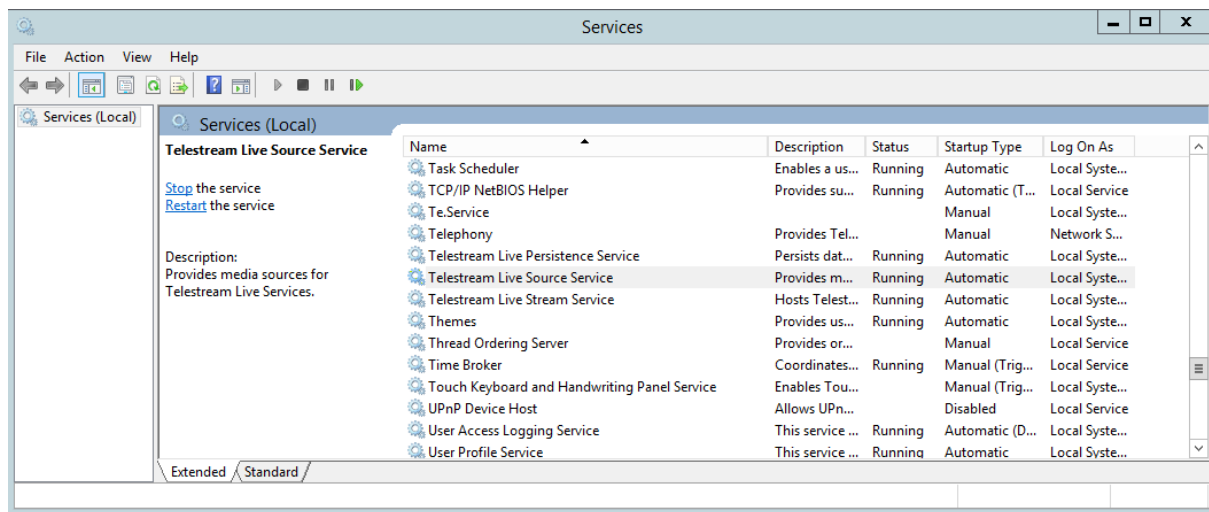 Services
File Action View Help
Services (Local)
Services (Local)
Telestream Live Source Service
Stop the service
Restart the service
Description:
Provides media sources for
Telestream Live Services.
Name Description Status Startup Type Log On As
Task Scheduler Enables a us... Running Automatic Local Syste...
TCP/IP NetBIOS Helper Provides su... Running Automatic (T... Local Service
Te.Service Manual Local Syste...
Telephony Provides Tel... Manual Network S...
Telestream Live Persistence Service Persists dat... Running Automatic Local Syste...
Telestream Live Source Service Provides m... Running Automatic Local Syste...
Telestream Live Stream Service Hosts Telest... Running Automatic Local Syste...
Themes Provides us... Running Automatic Local Syste...
Thread Ordering Server Provides or... Manual Local Service
Time Broker Coordinates... Running Manual (Trig... Local Service
Touch Keyboard and Handwriting Panel Service Enables Tou... Manual (Trig... Local Syste...
UPnP Device Host Allows UPn... Disabled Local Service
User Access Logging Service This service ... Running Automatic (D... Local Syste...
User Profile Service This service ... Running Automatic Local Syste...
Extended Standard